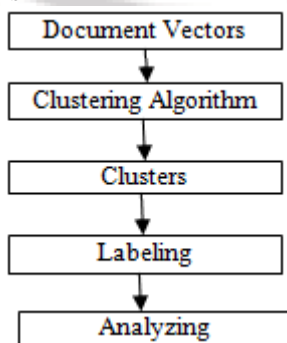 Document Vectors
Clustering Algorithm
Clusters
Labeling
Analyzing